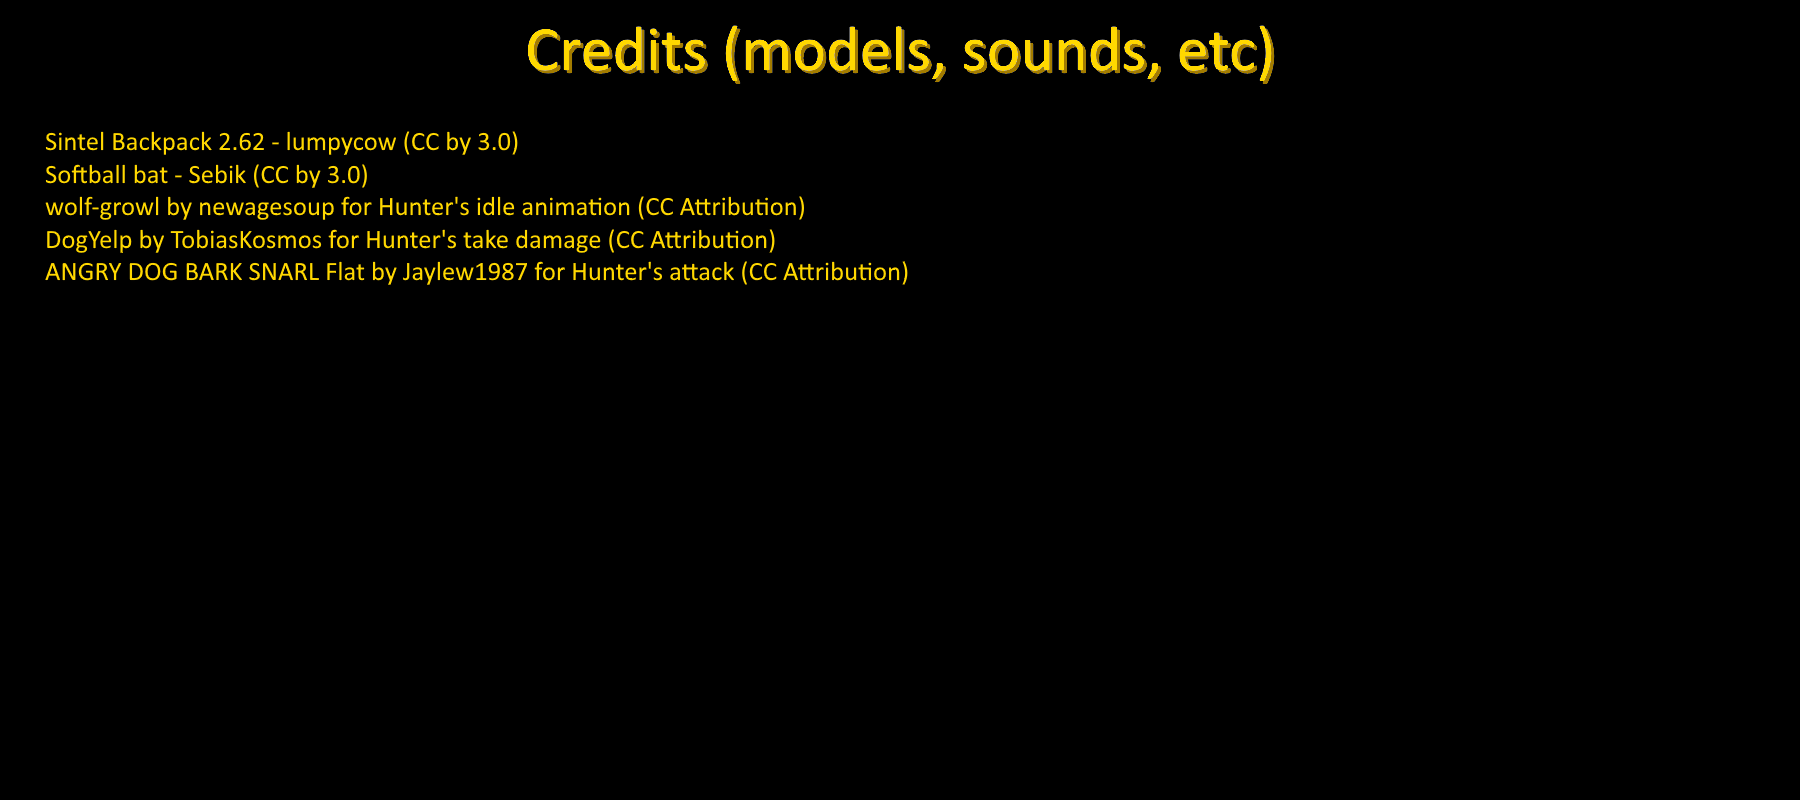 Credits (models, sounds, etc)
Sintel Backpack 2.62 - lumpycow (CC by 3.0)
Softball bat - Sebik (CC by 3.0)
wolf-growl by newagesoup for Hunter's idle animation (CC Attribution)
DogYelp by TobiasKosmos for Hunter's take damage (CC Attribution)
ANGRY DOG BARK SNARL Flat by Jaylew1987 for Hunter's attack (CC Attribution)